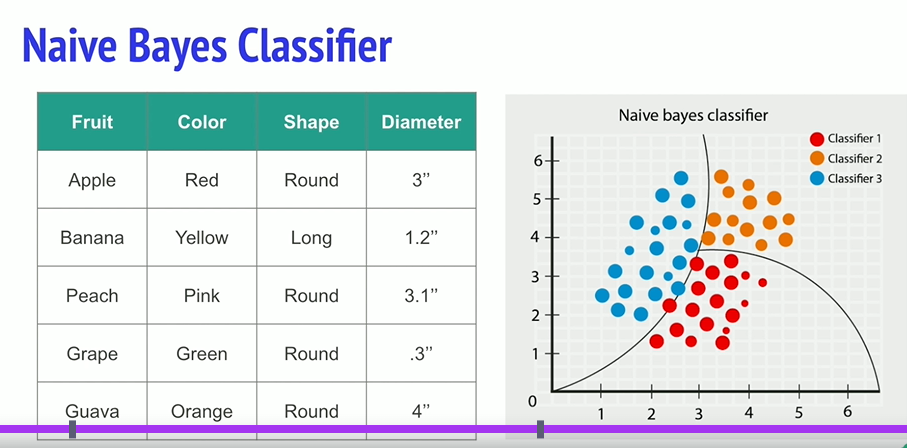 Naive Bayes Classifier
Fruit Color Shape Diameter
Apple Red Round 3’’
Banana Yellow Long 1.2’’
Peach Pink Round 3.1’’
Grape Green Round .3’’
Guava Orange Round 4’’
Naive bayes classifier
Classifier 1
Classifier 2
Classifier 3
6
5
4
3
2
1
0
1 2 3 4 5 6